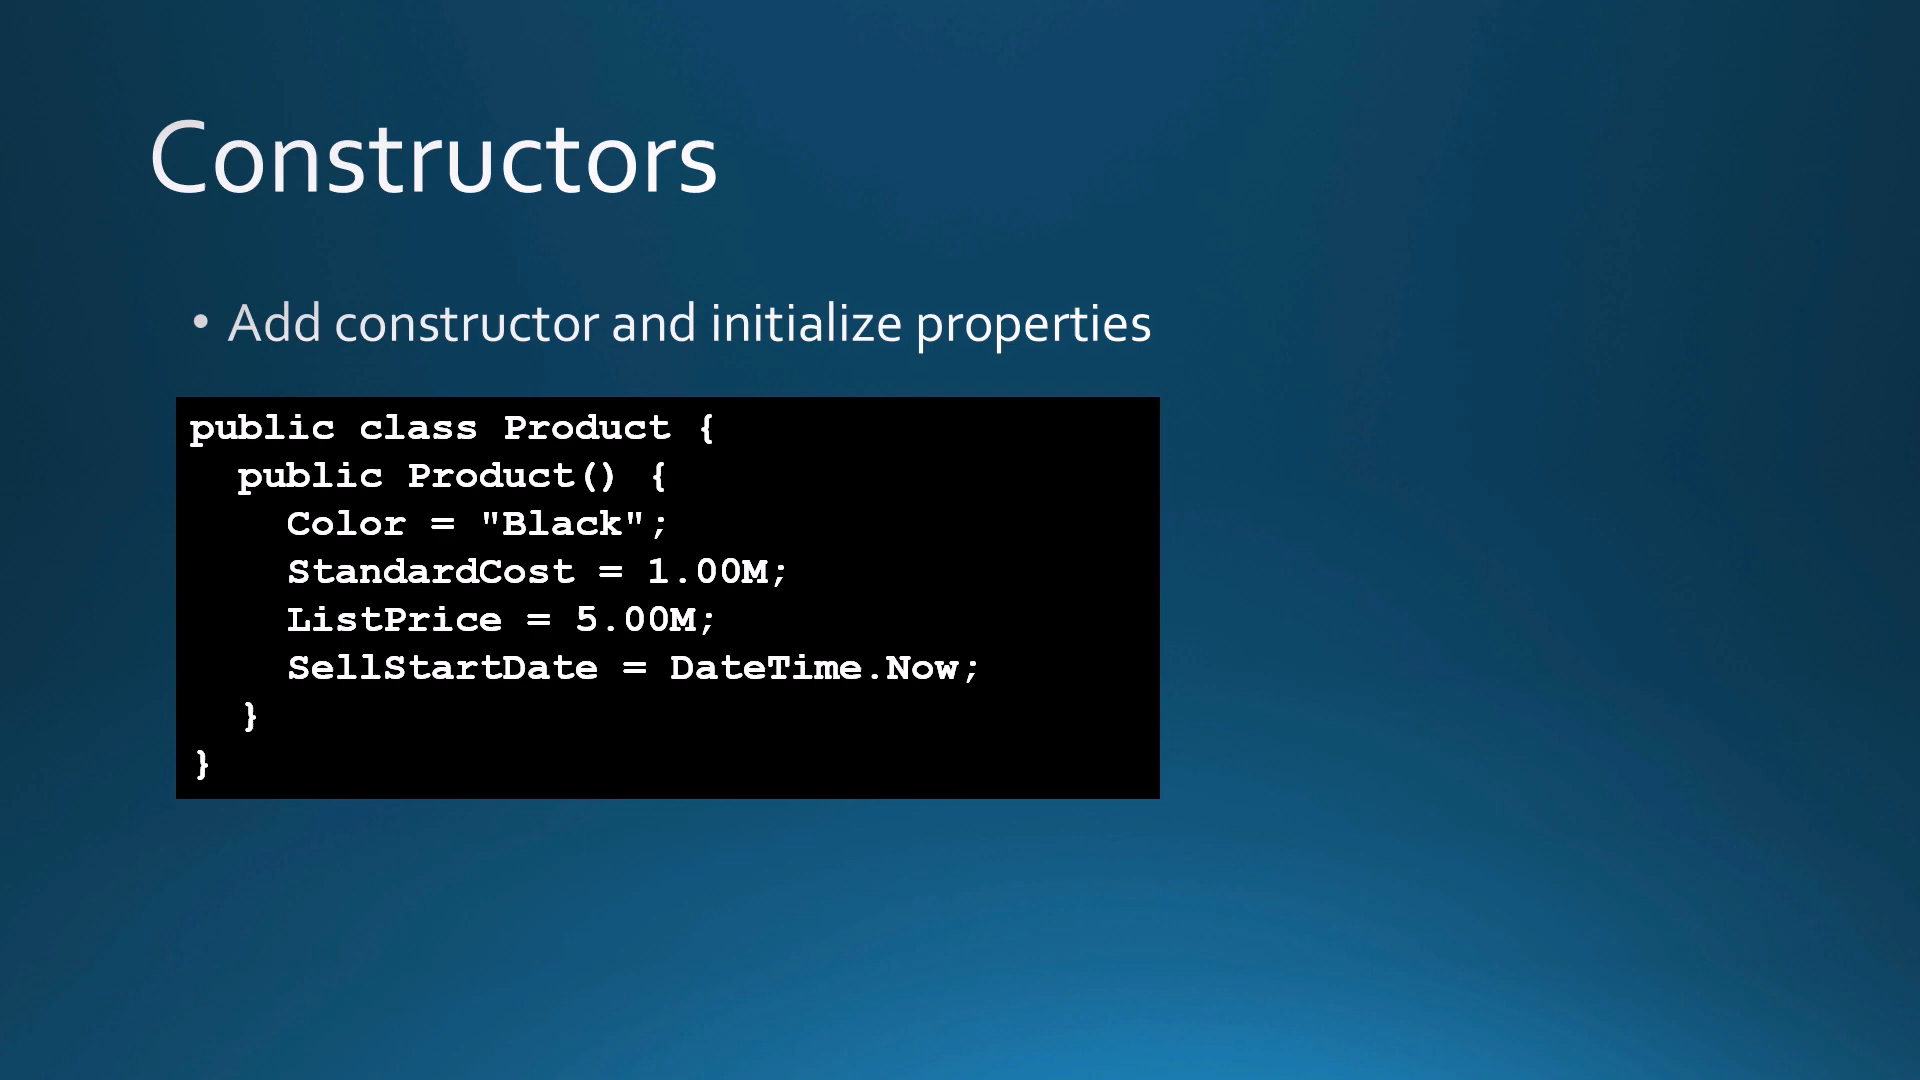 Constructors
• Add constructor and initialize properties
public class Product {
  public Product() {
    Color = "Black";
    StandardCost = 1.00M;
    ListPrice = 5.00M;
    SellStartDate = DateTime.Now;
  }
}